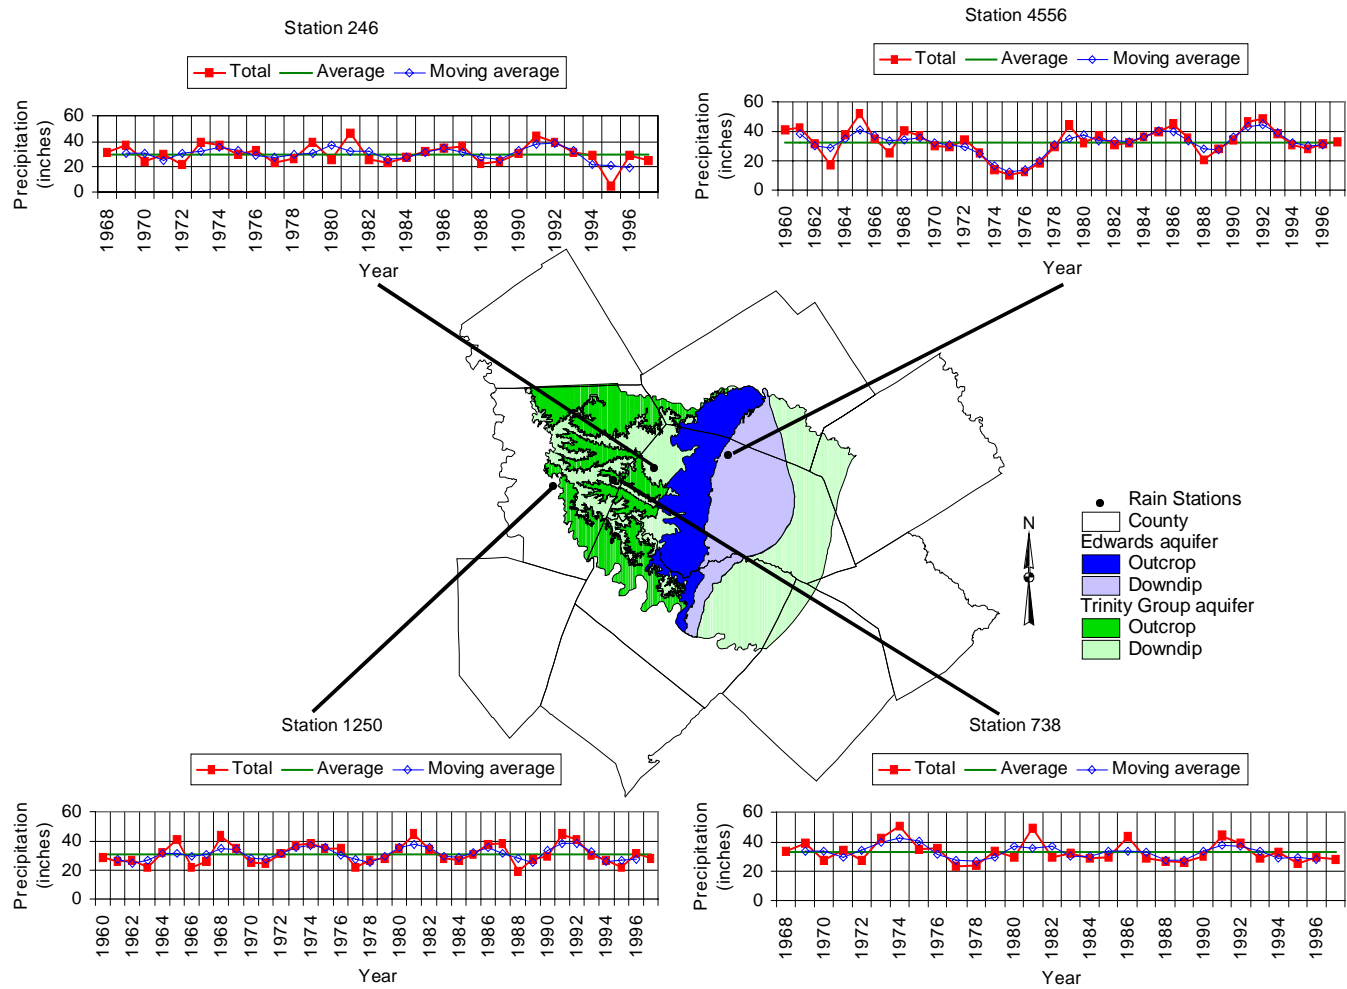 Station 246
Total Average Moving average
Precipitation
(inches)
60
40
20
0
1968 1970 1972 1974 1976 1978 1980 1982 1984 1986 1988 1990 1992 1994 1996
Year
Station 4556
Total Average Moving average
Precipitation
(inches)
60
40
20
0
1960 1962 1964 1966 1968 1970 1972 1974 1976 1978 1980 1982 1984 1986 1988 1990 1992 1994 1996
Year
N
Rain Stations
County
Edwards aquifer
Outcrop
Downdip
Trinity Group aquifer
Outcrop
Downdip
Station 1250
Total Average Moving average
Precipitation
(inches)
60
40
20
0
1960 1962 1964 1966 1968 1970 1972 1974 1976 1978 1980 1982 1984 1986 1988 1990 1992 1994 1996
Year
Station 738
Total Average Moving average
Precipitation
(inches)
60
40
20
0
1968 1970 1972 1974 1976 1978 1980 1982 1984 1986 1988 1990 1992 1994 1996
Year